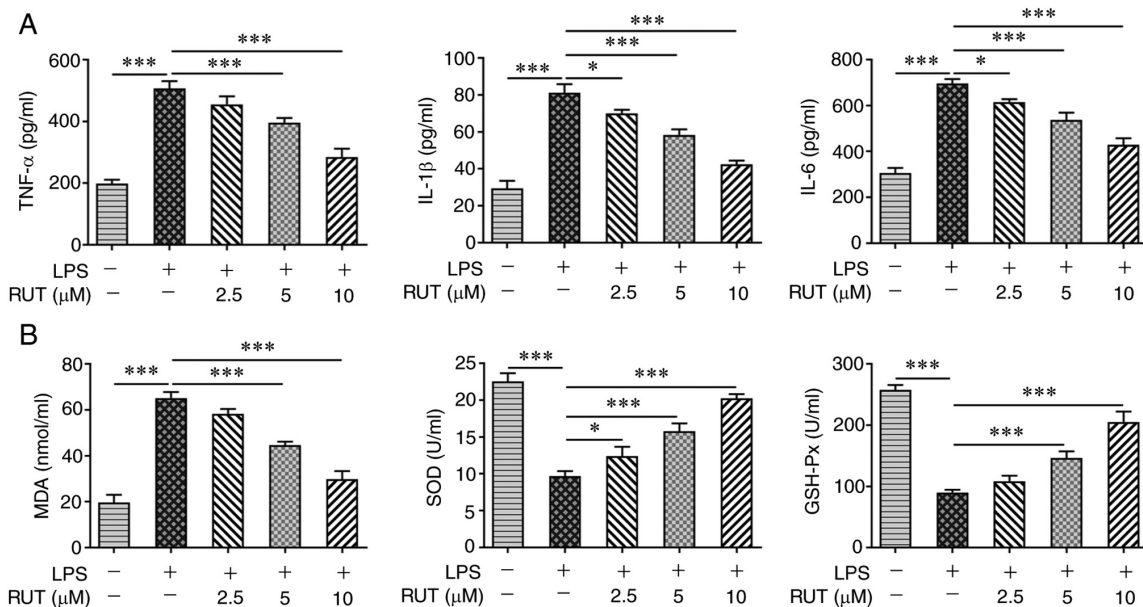 A
TNF-α (pg/ml)
600
400
200
0
***
***
***
LPS − + + + +
RUT (μM) − − 2.5 5 10
IL-1β (pg/ml)
100
80
60
40
20
0
***
***
***
*
LPS − + + + +
RUT (μM) − − 2.5 5 10
IL-6 (pg/ml)
800
600
400
200
0
***
***
***
*
LPS − + + + +
RUT (μM) − − 2.5 5 10
B
MDA (nmol/ml)
80
60
40
20
0
***
***
***
LPS − + + + +
RUT (μM) − − 2.5 5 10
SOD (U/ml)
25
20
15
10
5
0
***
***
***
*
LPS − + + + +
RUT (μM) − − 2.5 5 10
GSH-Px (U/ml)
300
200
100
0
***
***
***
LPS − + + + +
RUT (μM) − − 2.5 5 10